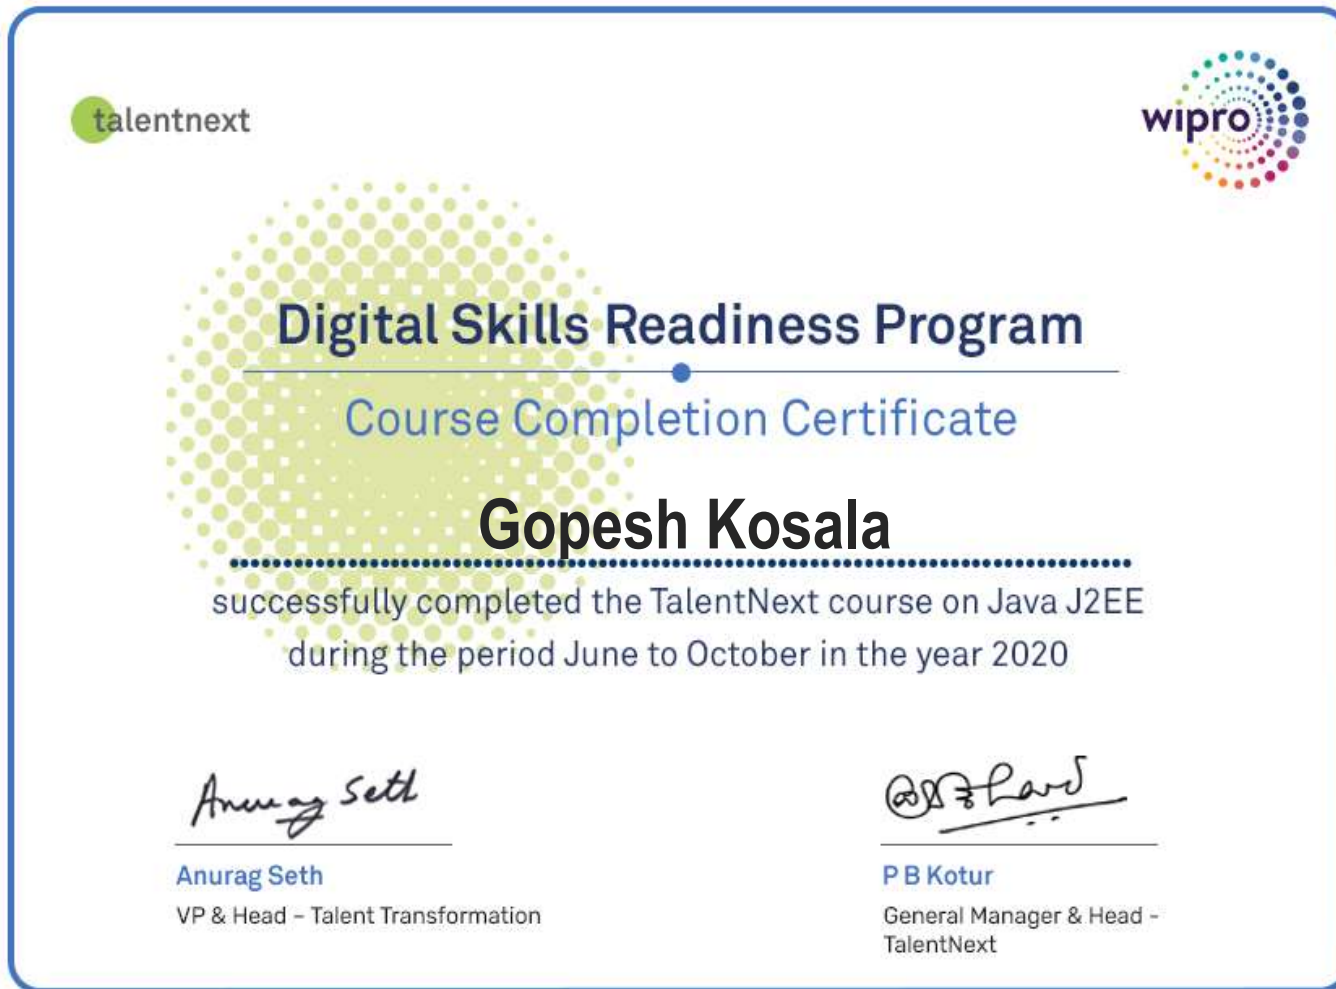 talentnext
wipro
Digital Skills Readiness Program
Course Completion Certificate
Gopesh Kosala
successfully completed the TalentNext course on Java J2EE
during the period June to October in the year 2020
Anurag Seth
Anurag Seth
VP & Head – Talent Transformation
P B Kotur
General Manager & Head -
TalentNext